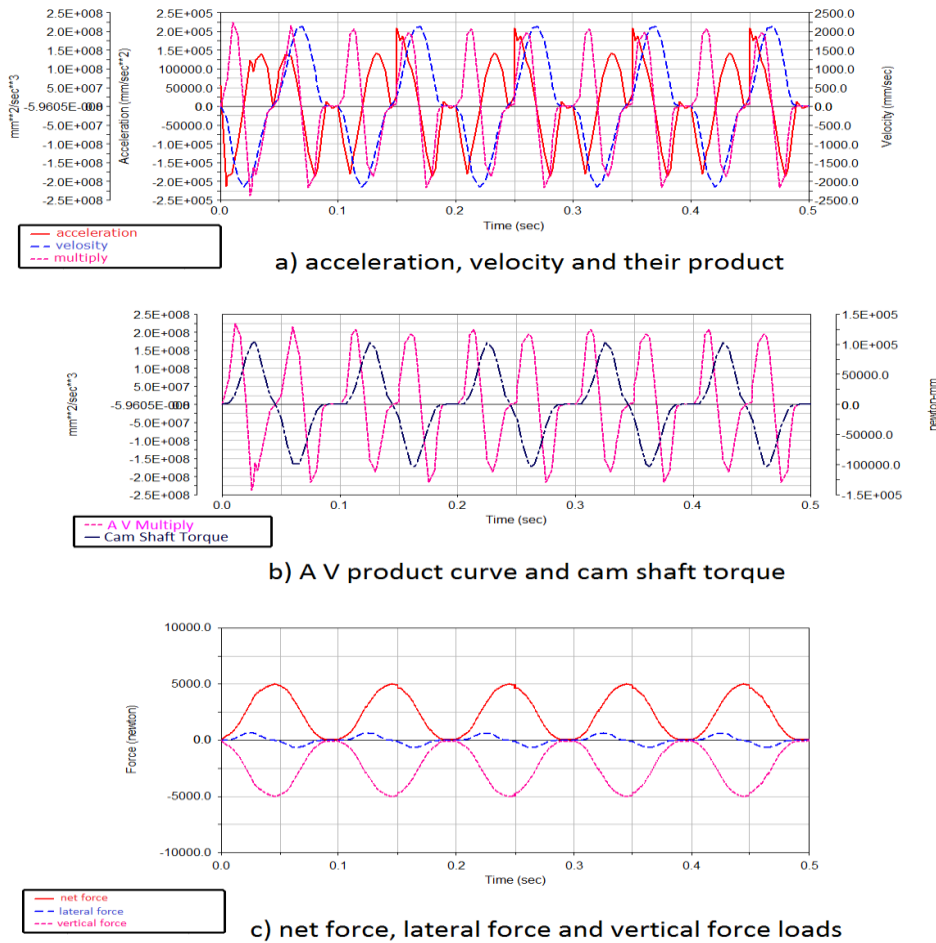 2.5E+008 2.5E+005 2500.0
2.0E+008 2.0E+005 2000.0
1.5E+008 1.5E+005 1500.0
1.0E+008 100000.0 1000.0
5.0E+007 50000.0 500.0
0.0 0.0
-5.0E+007 -50000.0 -500.0
-1.0E+008 -1.0E+005 -1000.0
-1.5E+008 -1.5E+005 -1500.0
-2.0E+008 -2.0E+005 -2000.0
-2.5E+008 -2.5E+005 -2500.0
mm**2/sec**3
Acceleration (mm/sec**2)
Velocity (mm/sec)
0.0 0.1 0.2 0.3 0.4 0.5
Time (sec)
acceleration
velosity
multiply
a) acceleration, velocity and their product
2.5E+008 1.5E+005
2.0E+008
1.5E+008 1.0E+005
1.0E+008 50000.0
5.0E+007
0.0
-5.0E+007 -50000.0
-1.0E+008
-1.5E+008 -100000.0
-2.0E+008
-2.5E+008 -1.5E+005
mm**2/sec**3
newton-mm
0.0 0.1 0.2 0.3 0.4 0.5
Time (sec)
A V Multiply
Cam Shaft Torque
b) A V product curve and cam shaft torque
10000.0
5000.0
0.0
-5000.0
-10000.0
Force (newton)
0.0 0.1 0.2 0.3 0.4 0.5
Time (sec)
net force
lateral force
vertical force
c) net force, lateral force and vertical force loads